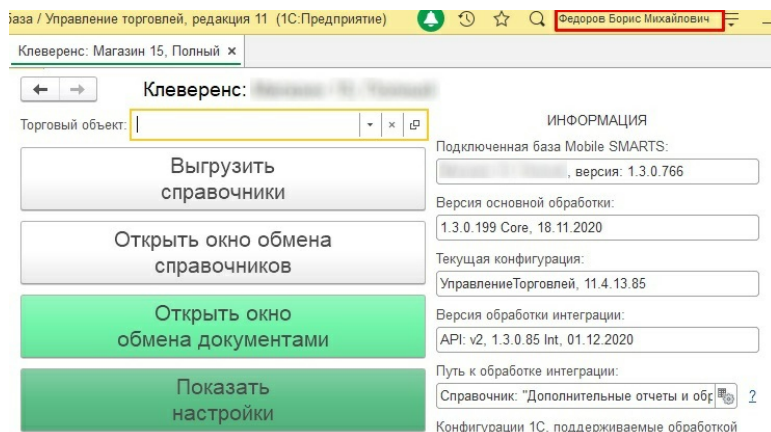 база / Управление торговлей, редакция 11 (1С:Предприятие)
Федоров Борис Михайлович
Клеверенс: Магазин 15, Полный ×
Клеверенс:
Торговый объект:
ИНФОРМАЦИЯ
Подключенная база Mobile SMARTS:
, версия: 1.3.0.766
Выгрузить
справочники
Версия основной обработки:
1.3.0.199 Core, 18.11.2020
Открыть окно обмена
справочников
Текущая конфигурация:
УправлениеТорговлей, 11.4.13.85
Открыть окно
обмена документами
Версия обработки интеграции:
API: v2, 1.3.0.85 Int, 01.12.2020
Показать
настройки
Путь к обработке интеграции:
Справочник: "Дополнительные отчеты и обр
?
Конфигурации 1С, поддерживаемые обработкой